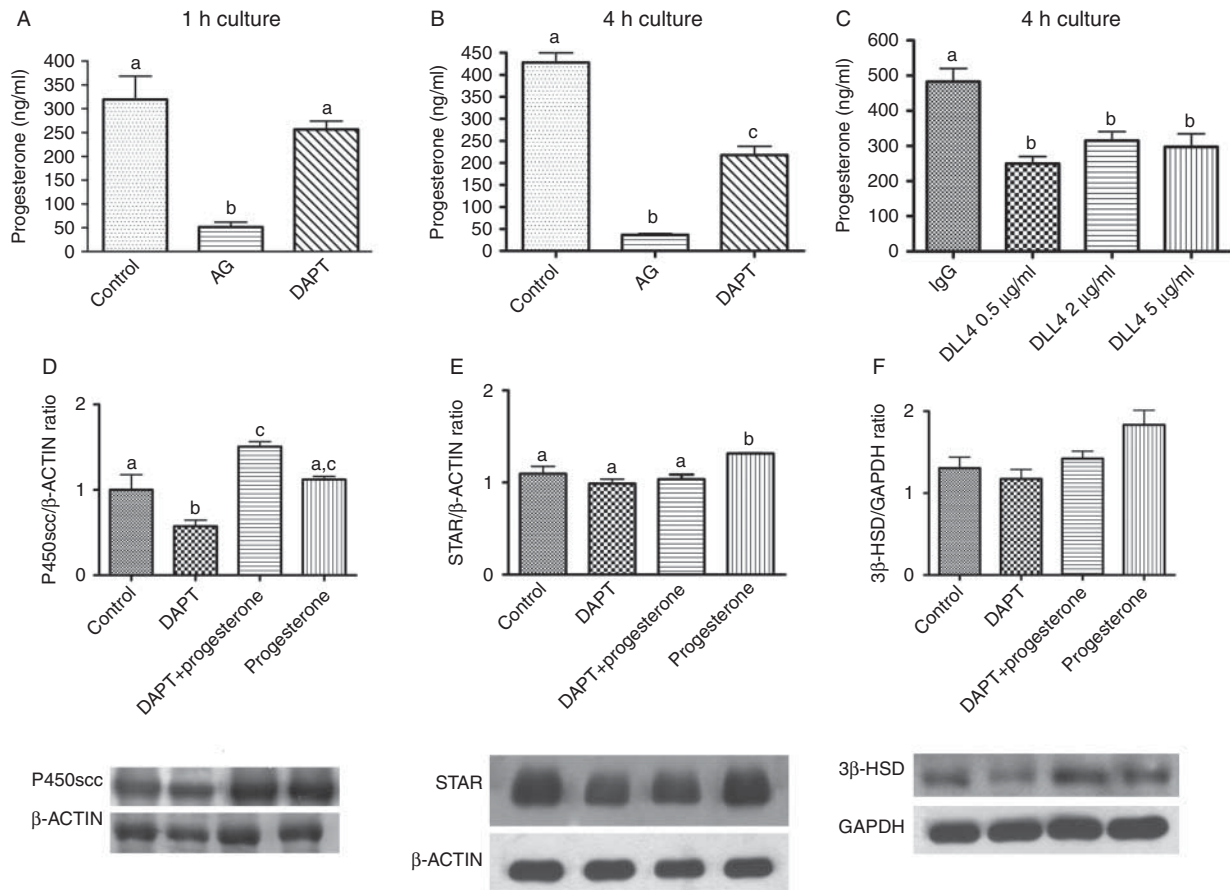 A 1 h culture
Progesterone (ng/ml)
400
350
300
250
200
150
100
50
0
a
b
a
Control
AG
DAPT
B 4 h culture
Progesterone (ng/ml)
450
400
350
300
250
200
150
100
50
0
a
b
c
Control
AG
DAPT
C 4 h culture
Progesterone (ng/ml)
600
500
400
300
200
100
0
a
b
b
b
IgG
DLL4 0.5 µg/ml
DLL4 2 µg/ml
DLL4 5 µg/ml
D
P450scc/β-ACTIN ratio
2
1
0
a
b
c
a,c
Control
DAPT
DAPT+progesterone
Progesterone
P450scc
β-ACTIN
E
STAR/β-ACTIN ratio
2
1
0
a
a
a
b
Control
DAPT
DAPT+progesterone
Progesterone
STAR
β-ACTIN
F
3β-HSD/GAPDH ratio
2
1
0
Control
DAPT
DAPT+progesterone
Progesterone
3β-HSD
GAPDH